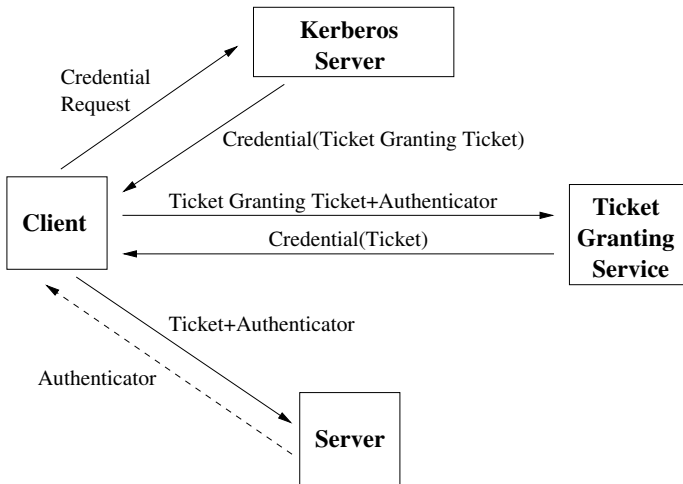 Kerberos
Server
Credential
Request
Credential(Ticket Granting Ticket)
Client
Ticket Granting Ticket+Authenticator
Credential(Ticket)
Ticket
Granting
Service
Ticket+Authenticator
Authenticator
Server